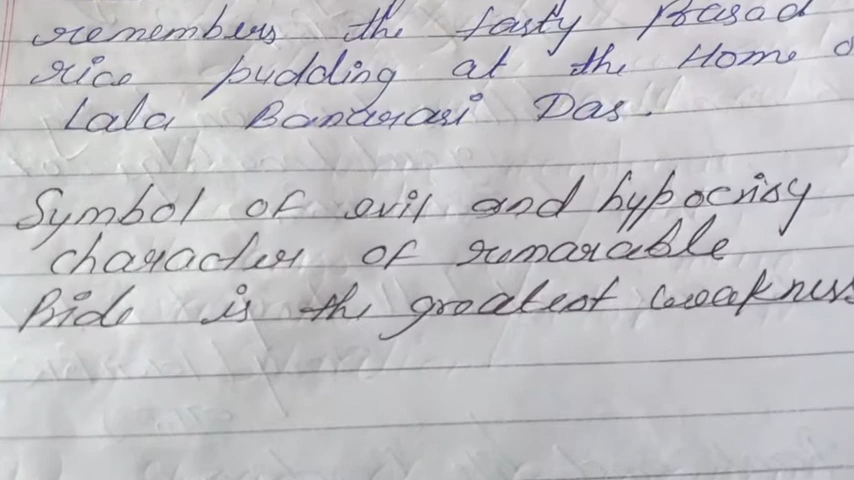 remembers the tasty Prasad
rice pudding at the Home o
Lala Banarasi Das.
Symbol of evil and hypocrisy
character of remarable
Pride is the greatest weakness